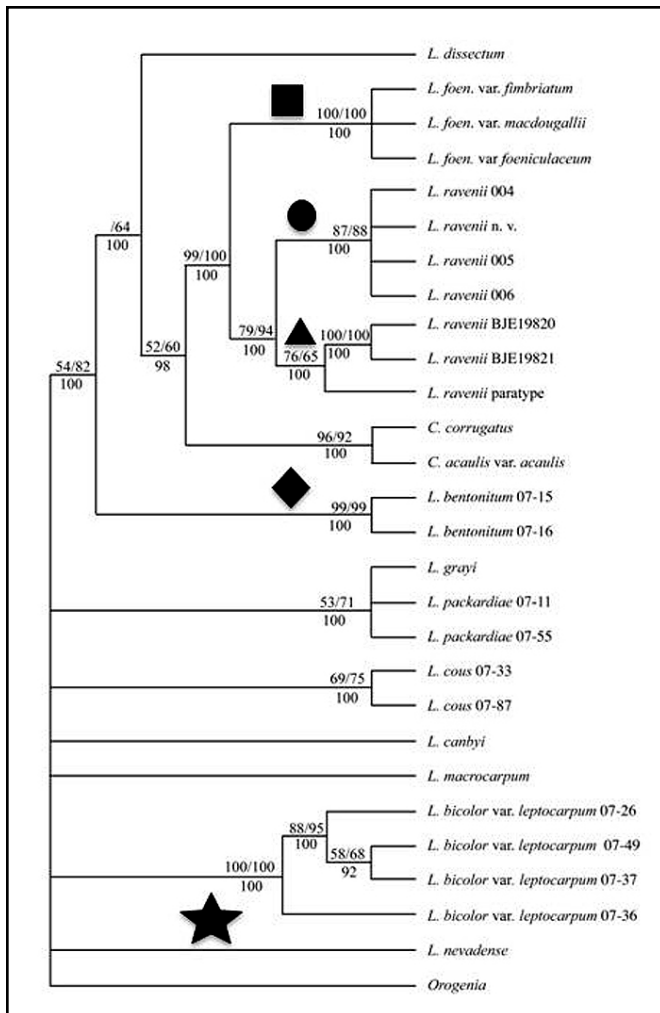 L. dissectum
L. foen. var. fimbriatum
100/100
L. foen. var. macdougallii
100
L. foen. var foeniculaceum
L. ravenii 004
/64
87/88
L. ravenii n. v.
100
100
L. ravenii 005
99/100
100
L. ravenii 006
79/94
100/100
L. ravenii BJE19820
52/60
100
76/65
100
L. ravenii BJE19821
54/82
98
100
100
L. ravenii paratype
96/92
C. corrugatus
100
C. acaulis var. acaulis
99/99
L. bentonitum 07-15
100
L. bentonitum 07-16
L. grayi
53/71
L. packardiae 07-11
100
L. packardiae 07-55
69/75
L. cous 07-33
100
L. cous 07-87
L. canbyi
L. macrocarpum
L. bicolor var. leptocarpum 07-26
88/95
100
58/68
L. bicolor var. leptocarpum 07-49
100/100
92
L. bicolor var. leptocarpum 07-37
100
L. bicolor var. leptocarpum 07-36
L. nevadense
Orogenia